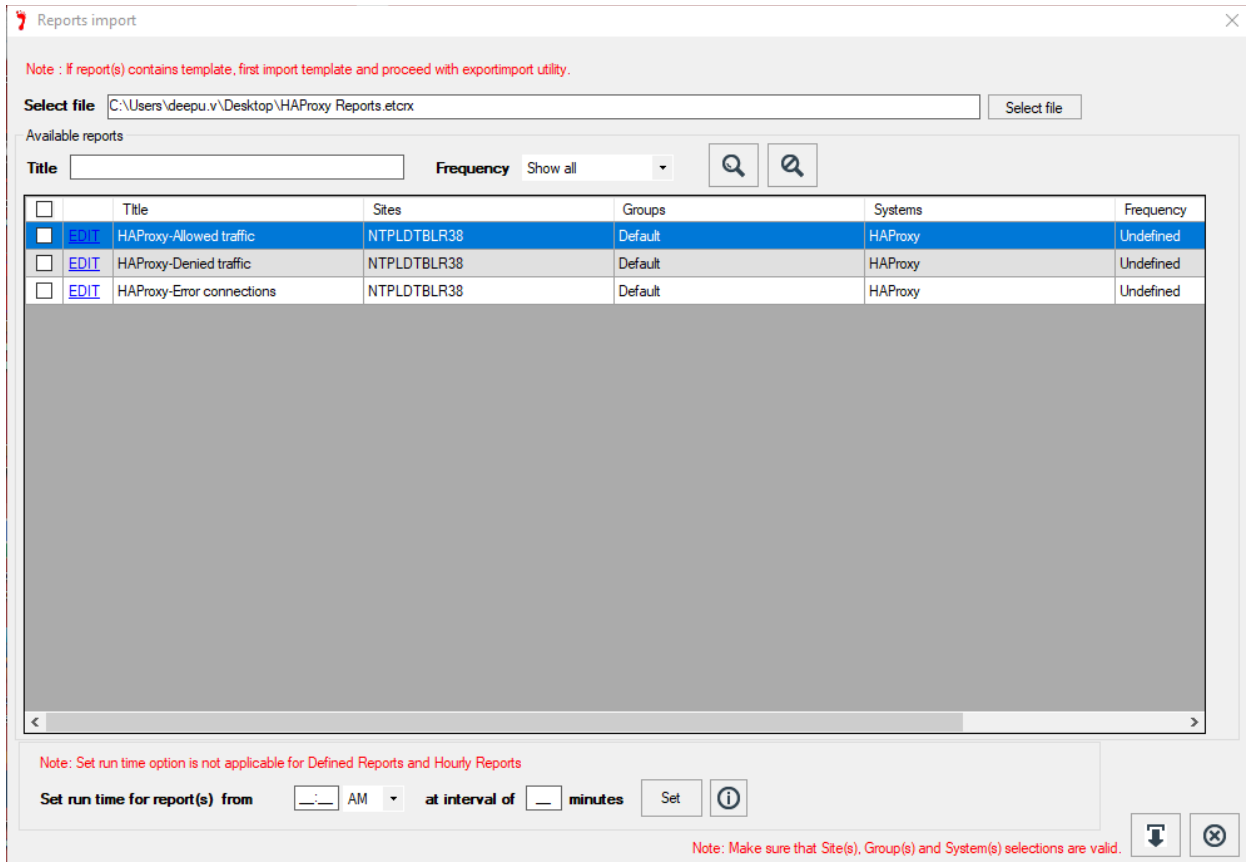 Reports import
Note : If report(s) contains template, first import template and proceed with exportimport utility.
Select file C:\Users\deepu.v\Desktop\HAProxy Reports.etcrx Select file
Available reports
Title Frequency Show all
TItle Sites Groups Systems Frequency
EDIT HAProxy-Allowed traffic NTPLDTBLR38 Default HAProxy Undefined
EDIT HAProxy-Denied traffic NTPLDTBLR38 Default HAProxy Undefined
EDIT HAProxy-Error connections NTPLDTBLR38 Default HAProxy Undefined
Note: Set run time option is not applicable for Defined Reports and Hourly Reports
Set run time for report(s) from __:__ AM at interval of __ minutes Set
Note: Make sure that Site(s), Group(s) and System(s) selections are valid.